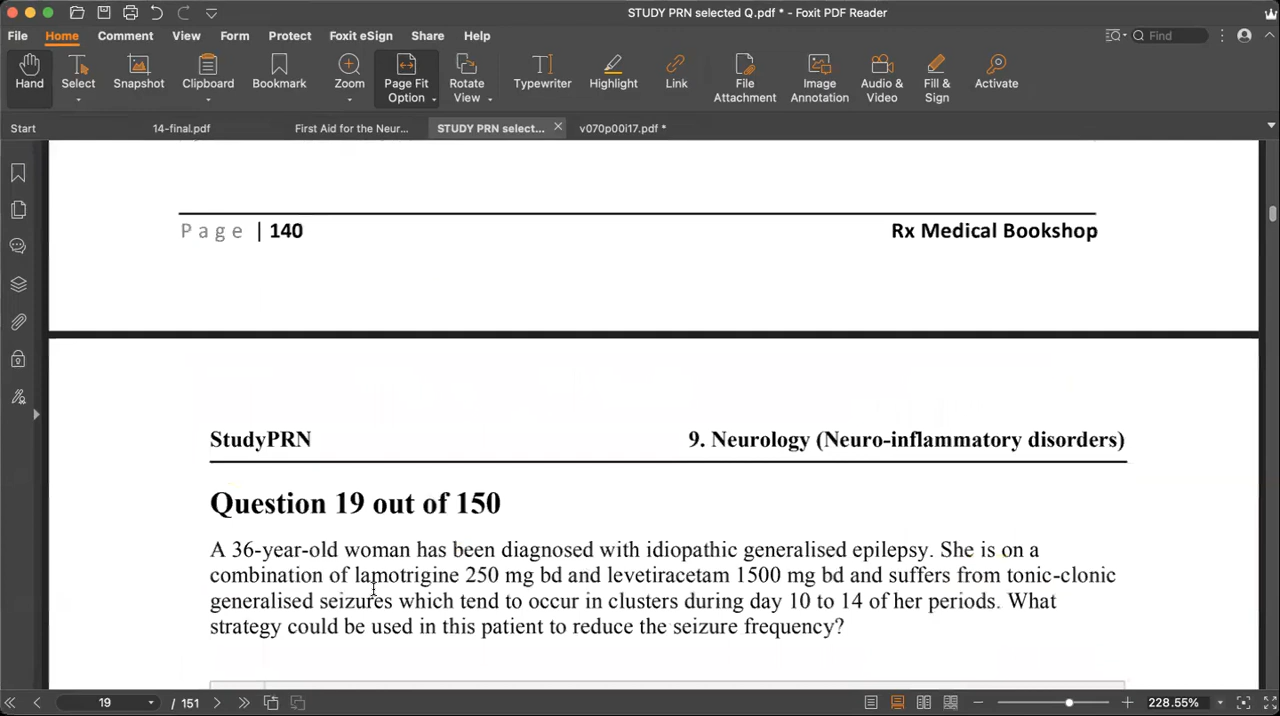 STUDY PRN selected Q.pdf * - Foxit PDF Reader
File Home Comment View Form Protect Foxit eSign Share Help
Find
Hand Select Snapshot Clipboard Bookmark Zoom Page Fit Option Rotate View Typewriter Highlight Link File Attachment Image Annotation Audio & Video Fill & Sign Activate
Start 14-final.pdf First Aid for the Neur... STUDY PRN select... v070p00i17.pdf *
Page | 140 Rx Medical Bookshop
StudyPRN 9. Neurology (Neuro-inflammatory disorders)
Question 19 out of 150
A 36-year-old woman has been diagnosed with idiopathic generalised epilepsy. She is on a
combination of lamotrigine 250 mg bd and levetiracetam 1500 mg bd and suffers from tonic-clonic
generalised seizures which tend to occur in clusters during day 10 to 14 of her periods. What
strategy could be used in this patient to reduce the seizure frequency?
19 / 151 228.55%